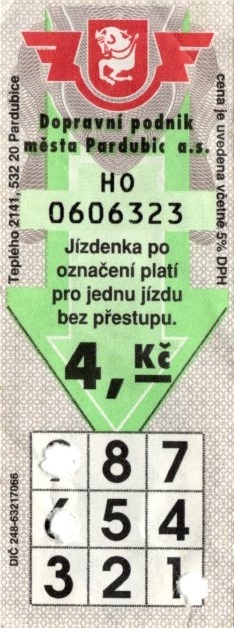 Dopravní podnik
města Pardubic a.s.
Teplého 2141, 532 20 Pardubice
cena je uvedena včetně 5% DPH
HO
0606323
Jízdenka po
označení platí
pro jednu jízdu
bez přestupu.
4, Kč
8 7
5 4
3 2 1
DIČ 248-63217066